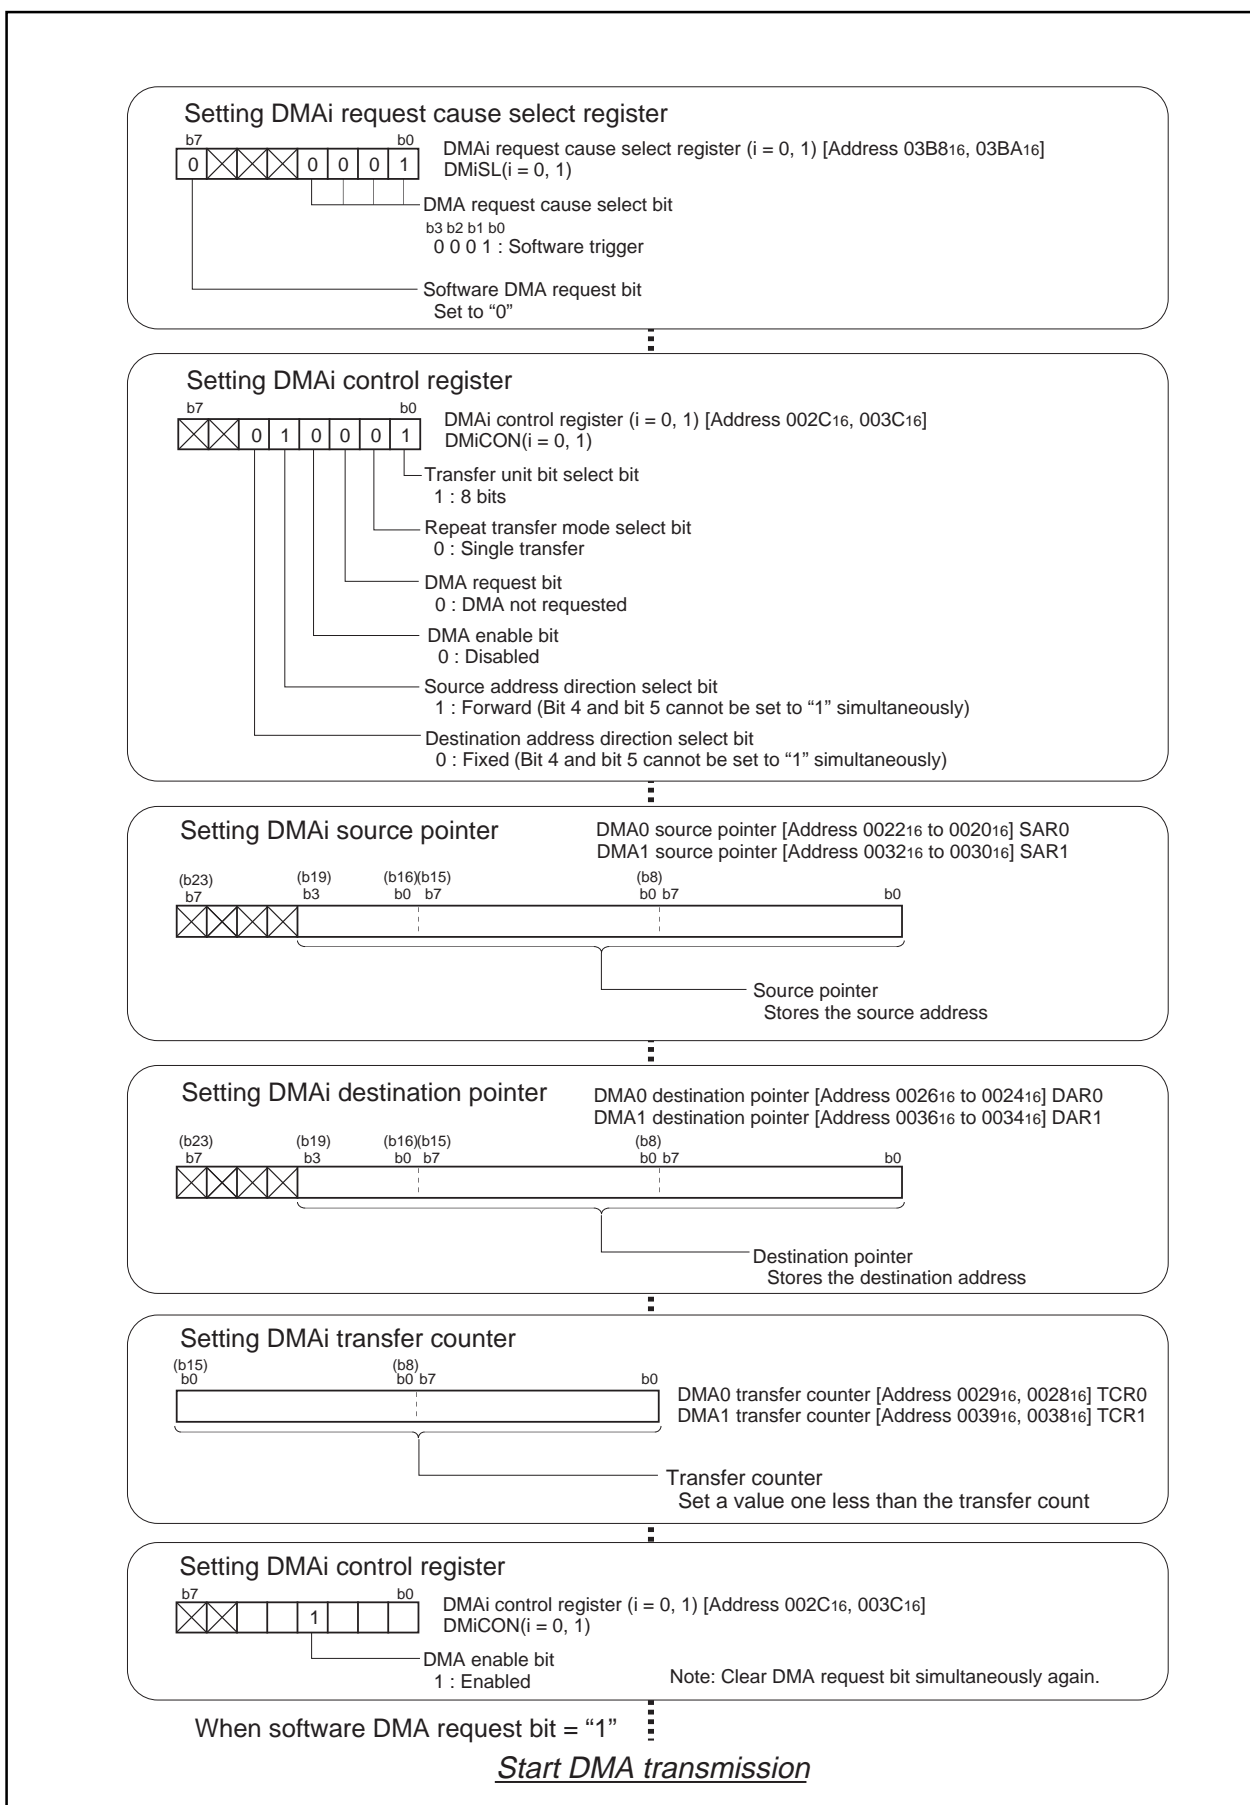 Setting DMAi request cause select register
b7 b0
0 0 0 0 1
DMAi request cause select register (i = 0, 1) [Address 03B816, 03BA16]
DMiSL(i = 0, 1)
DMA request cause select bit
b3 b2 b1 b0
0 0 0 1 : Software trigger
Software DMA request bit
Set to “0”
Setting DMAi control register
b7 b0
0 1 0 0 0 1
DMAi control register (i = 0, 1) [Address 002C16, 003C16]
DMiCON(i = 0, 1)
Transfer unit bit select bit
1 : 8 bits
Repeat transfer mode select bit
0 : Single transfer
DMA request bit
0 : DMA not requested
DMA enable bit
0 : Disabled
Source address direction select bit
1 : Forward (Bit 4 and bit 5 cannot be set to “1” simultaneously)
Destination address direction select bit
0 : Fixed (Bit 4 and bit 5 cannot be set to “1” simultaneously)
Setting DMAi source pointer
DMA0 source pointer [Address 002216 to 002016] SAR0
DMA1 source pointer [Address 003216 to 003016] SAR1
(b23) (b19) (b16)(b15) (b8)
b7 b3 b0 b7 b0 b7 b0
Source pointer
Stores the source address
Setting DMAi destination pointer
DMA0 destination pointer [Address 002616 to 002416] DAR0
DMA1 destination pointer [Address 003616 to 003416] DAR1
(b23) (b19) (b16)(b15) (b8)
b7 b3 b0 b7 b0 b7 b0
Destination pointer
Stores the destination address
Setting DMAi transfer counter
(b15) (b8)
b0 b0 b7 b0
DMA0 transfer counter [Address 002916, 002816] TCR0
DMA1 transfer counter [Address 003916, 003816] TCR1
Transfer counter
Set a value one less than the transfer count
Setting DMAi control register
b7 b0
1
DMAi control register (i = 0, 1) [Address 002C16, 003C16]
DMiCON(i = 0, 1)
DMA enable bit
1 : Enabled
Note: Clear DMA request bit simultaneously again.
When software DMA request bit = “1”
Start DMA transmission